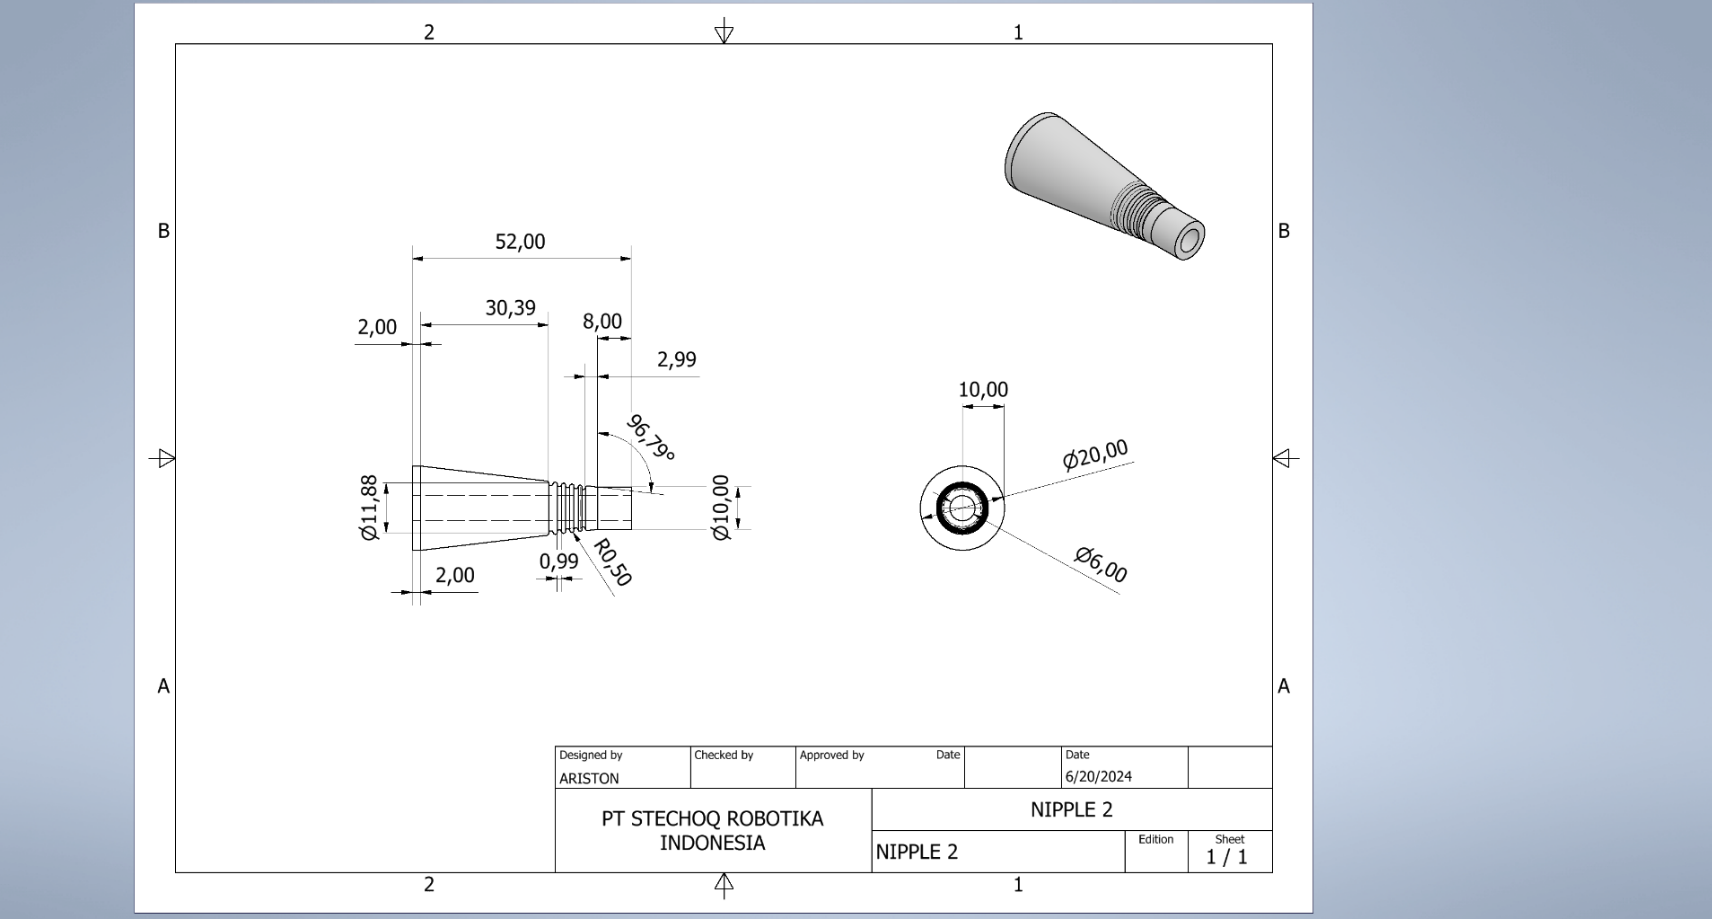 2
1
B
B
52,00
30,39
2,00
8,00
2,99
96,79°
10,00
Ø20,00
Ø11,88
Ø10,00
0,99
R0,50
Ø6,00
2,00
A
A
Designed by
Checked by
Approved by
Date
Date
ARISTON
6/20/2024
PT STECHOQ ROBOTIKA
INDONESIA
NIPPLE 2
NIPPLE 2
Edition
Sheet
1 / 1
2
1